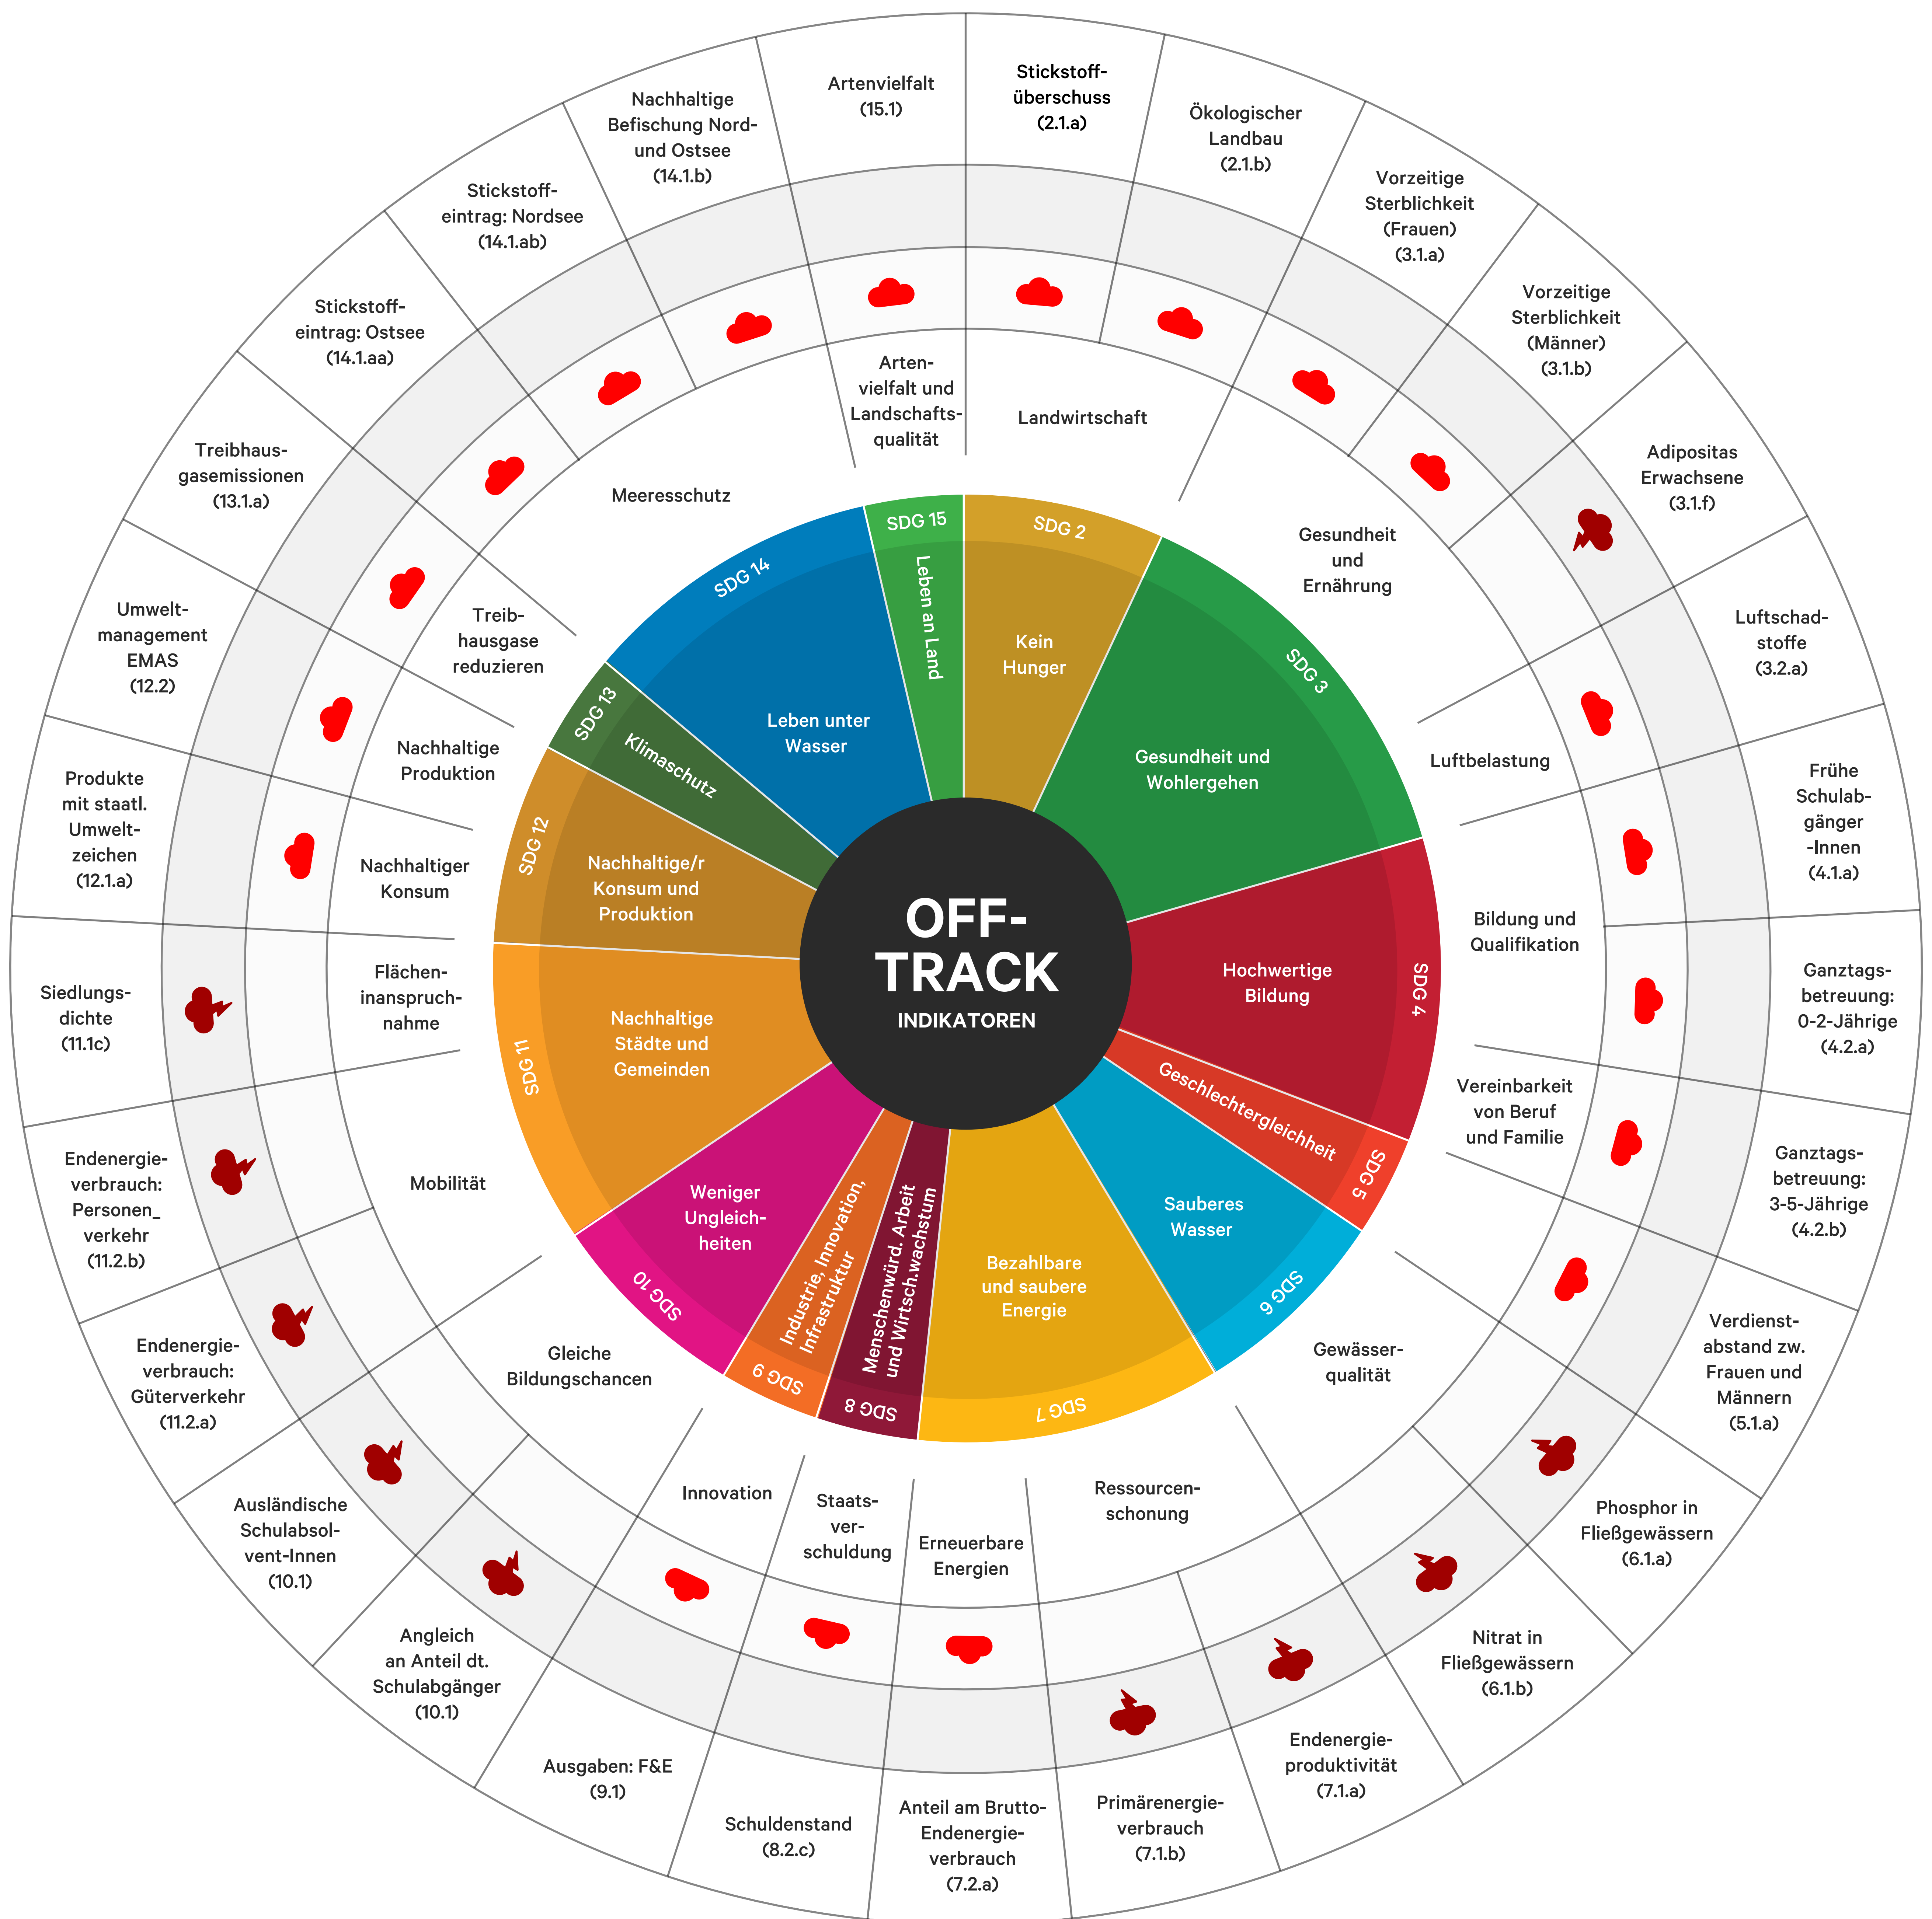 OFF-
TRACK
INDIKATOREN
SDG 2
Kein
Hunger
SDG 3
Gesundheit und
Wohlergehen
SDG 4
Hochwertige
Bildung
SDG 5
Geschlechtergleichheit
SDG 6
Sauberes
Wasser
SDG 7
Bezahlbare
und saubere
Energie
SDG 8
Menschenwürd. Arbeit
und Wirtsch.wachstum
SDG 9
Industrie, Innovation,
Infrastruktur
SDG 10
Weniger
Ungleich-
heiten
SDG 11
Nachhaltige
Städte und
Gemeinden
SDG 12
Nachhaltige/r
Konsum und
Produktion
SDG 13
Klimaschutz
SDG 14
Leben unter
Wasser
SDG 15
Leben an Land
Landwirtschaft
Gesundheit
und
Ernährung
Luftbelastung
Bildung und
Qualifikation
Vereinbarkeit
von Beruf
und Familie
Gewässer-
qualität
Ressourcen-
schonung
Erneuerbare
Energien
Staats-
ver-
schuldung
Innovation
Gleiche
Bildungschancen
Mobilität
Flächen-
inanspruch-
nahme
Nachhaltiger
Konsum
Nachhaltige
Produktion
Treib-
hausgase
reduzieren
Meeresschutz
Arten-
vielfalt und
Landschafts-
qualität
Stickstoff-
überschuss
(2.1.a)
Ökologischer
Landbau
(2.1.b)
Vorzeitige
Sterblichkeit
(Frauen)
(3.1.a)
Vorzeitige
Sterblichkeit
(Männer)
(3.1.b)
Adipositas
Erwachsene
(3.1.f)
Luftschad-
stoffe
(3.2.a)
Frühe
Schulab-
gänger
-Innen
(4.1.a)
Ganztags-
betreuung:
0-2-Jährige
(4.2.a)
Ganztags-
betreuung:
3-5-Jährige
(4.2.b)
Verdienst-
abstand zw.
Frauen und
Männern
(5.1.a)
Phosphor in
Fließgewässern
(6.1.a)
Nitrat in
Fließgewässern
(6.1.b)
Endenergie-
produktivität
(7.1.a)
Primärenergie-
verbrauch
(7.1.b)
Anteil am Brutto-
Endenergie-
verbrauch
(7.2.a)
Schuldenstand
(8.2.c)
Ausgaben: F&E
(9.1)
Angleich
an Anteil dt.
Schulabgänger
(10.1)
Ausländische
Schulabsol-
vent-Innen
(10.1)
Endenergie-
verbrauch:
Güterverkehr
(11.2.a)
Endenergie-
verbrauch:
Personen_
verkehr
(11.2.b)
Siedlungs-
dichte
(11.1c)
Produkte
mit staatl.
Umwelt-
zeichen
(12.1.a)
Umwelt-
management
EMAS
(12.2)
Treibhaus-
gasemissionen
(13.1.a)
Stickstoff-
eintrag: Ostsee
(14.1.aa)
Stickstoff-
eintrag: Nordsee
(14.1.ab)
Nachhaltige
Befischung Nord-
und Ostsee
(14.1.b)
Artenvielfalt
(15.1)